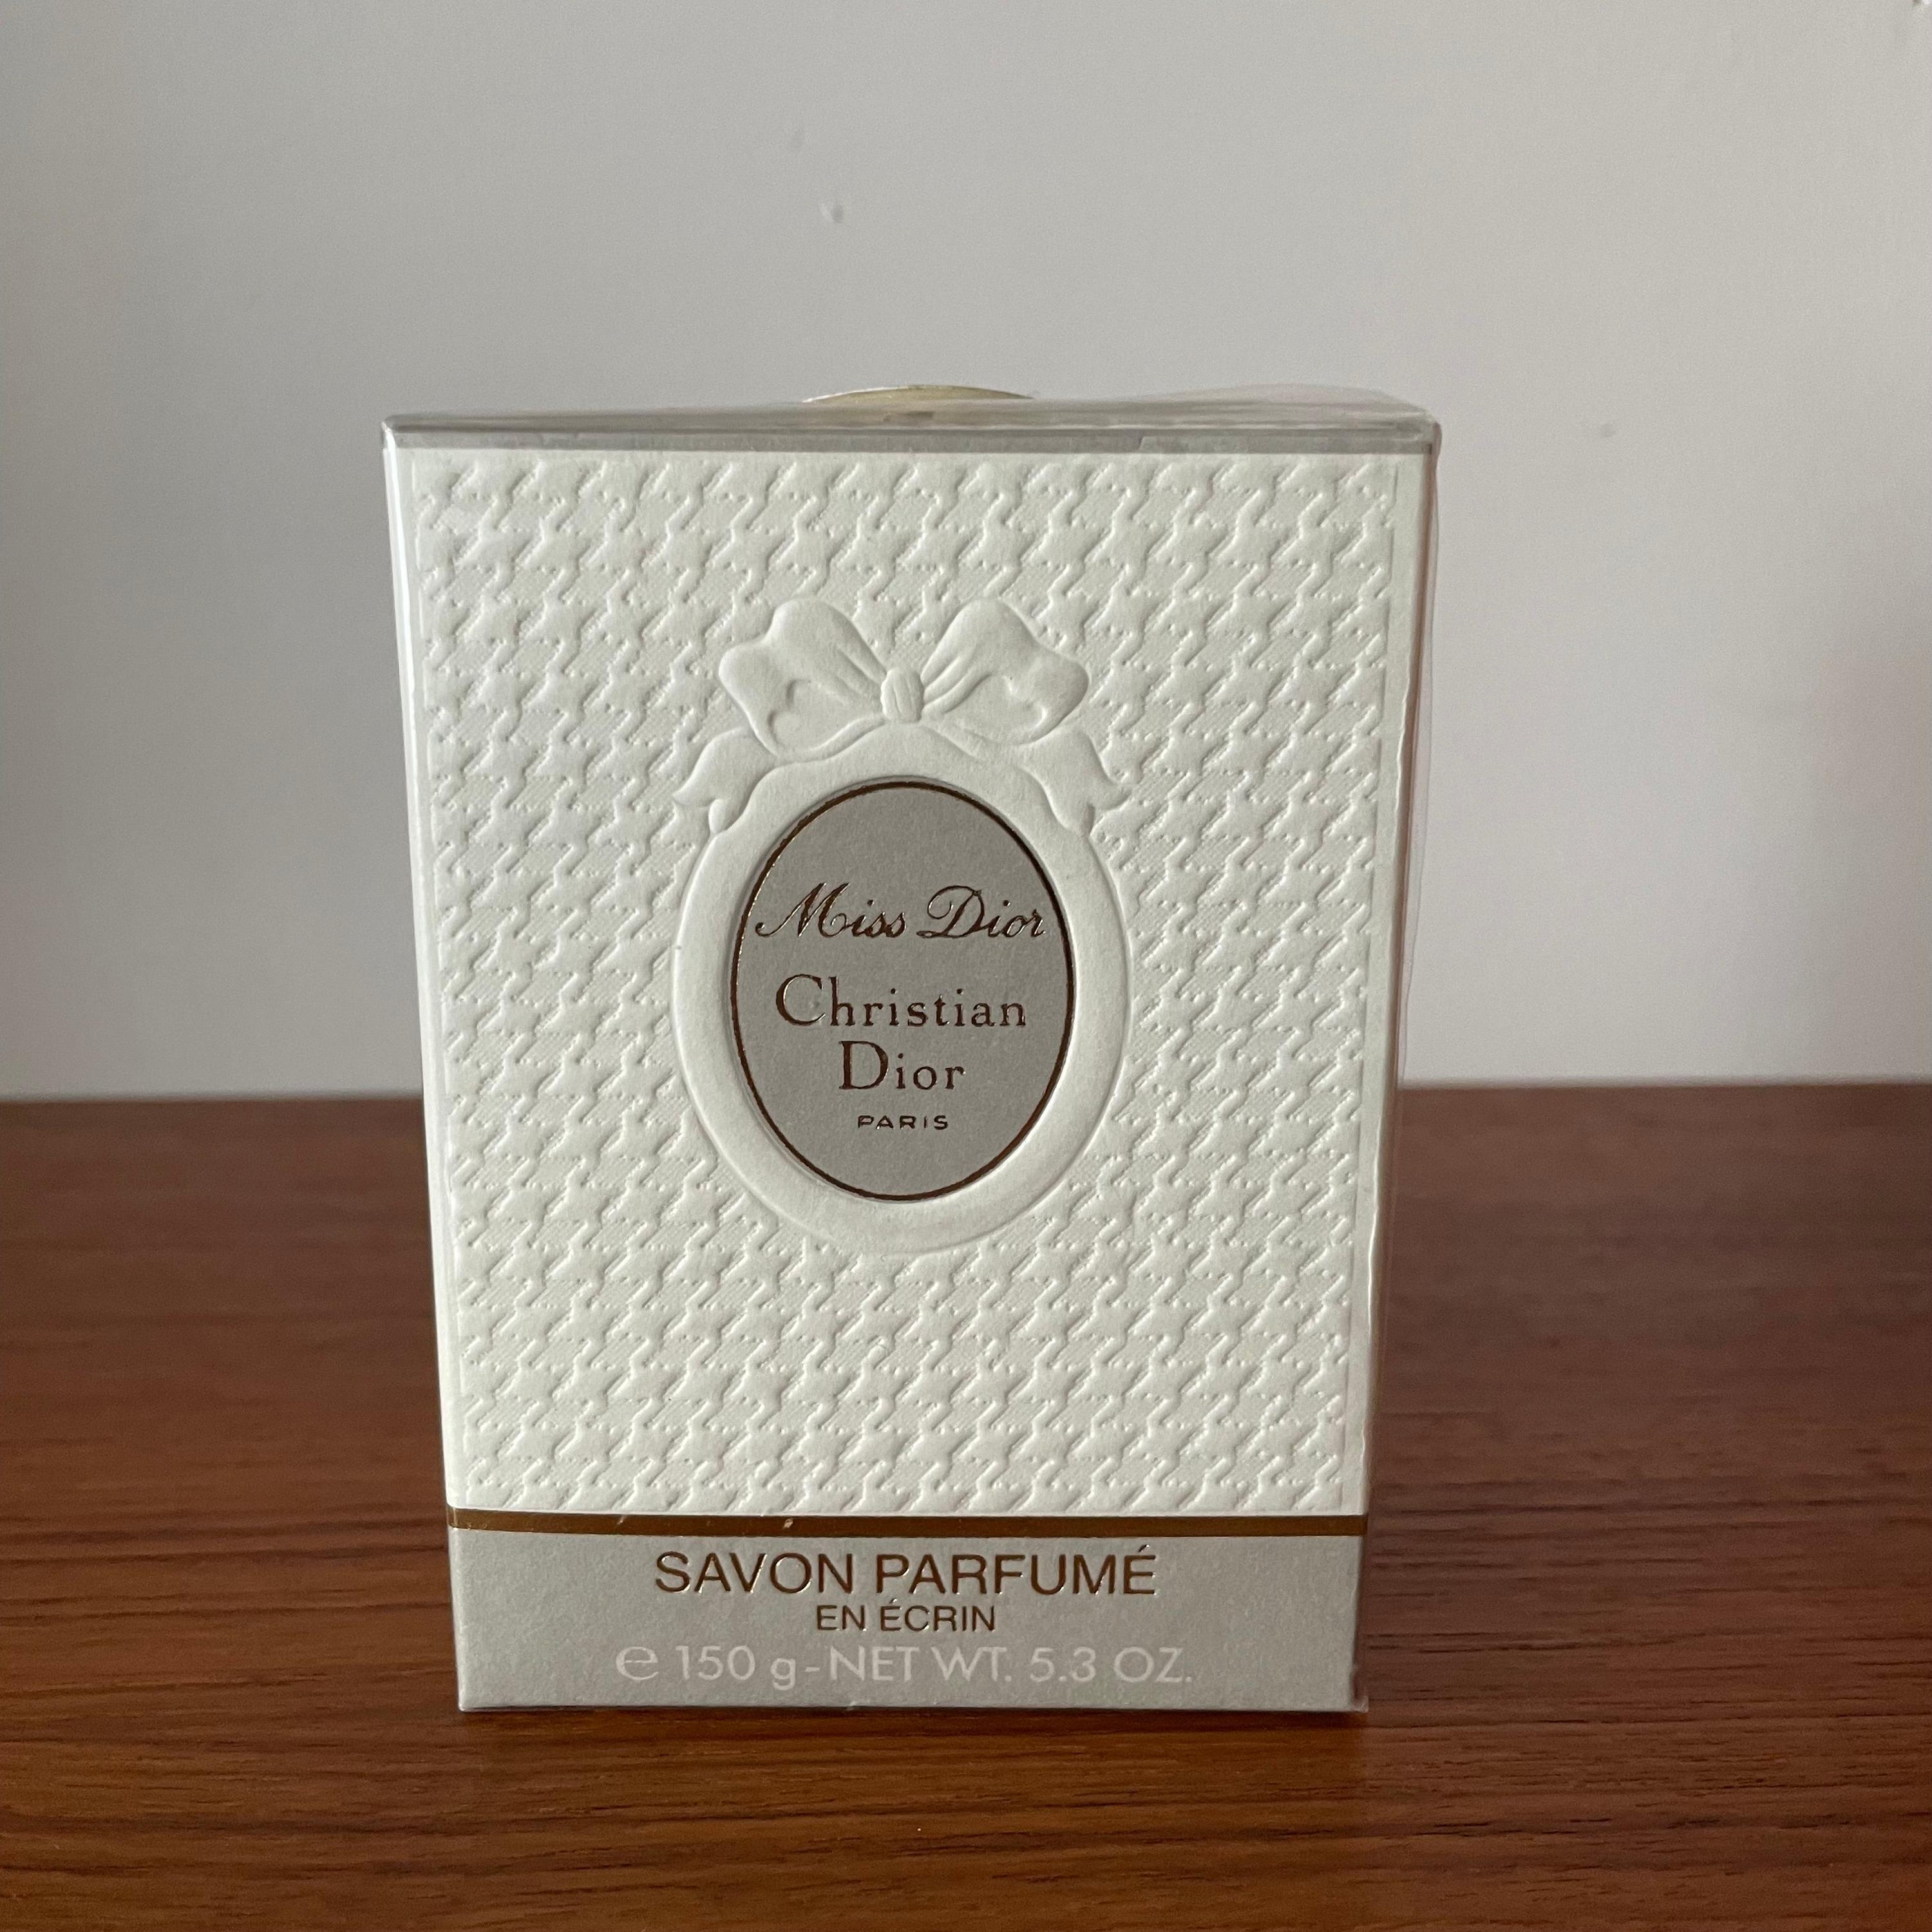 Miss Dior
Christian
Dior
PARIS
SAVON PARFUMÉ
EN ÉCRIN
℮ 150 g-NET WT. 5.3 OZ.